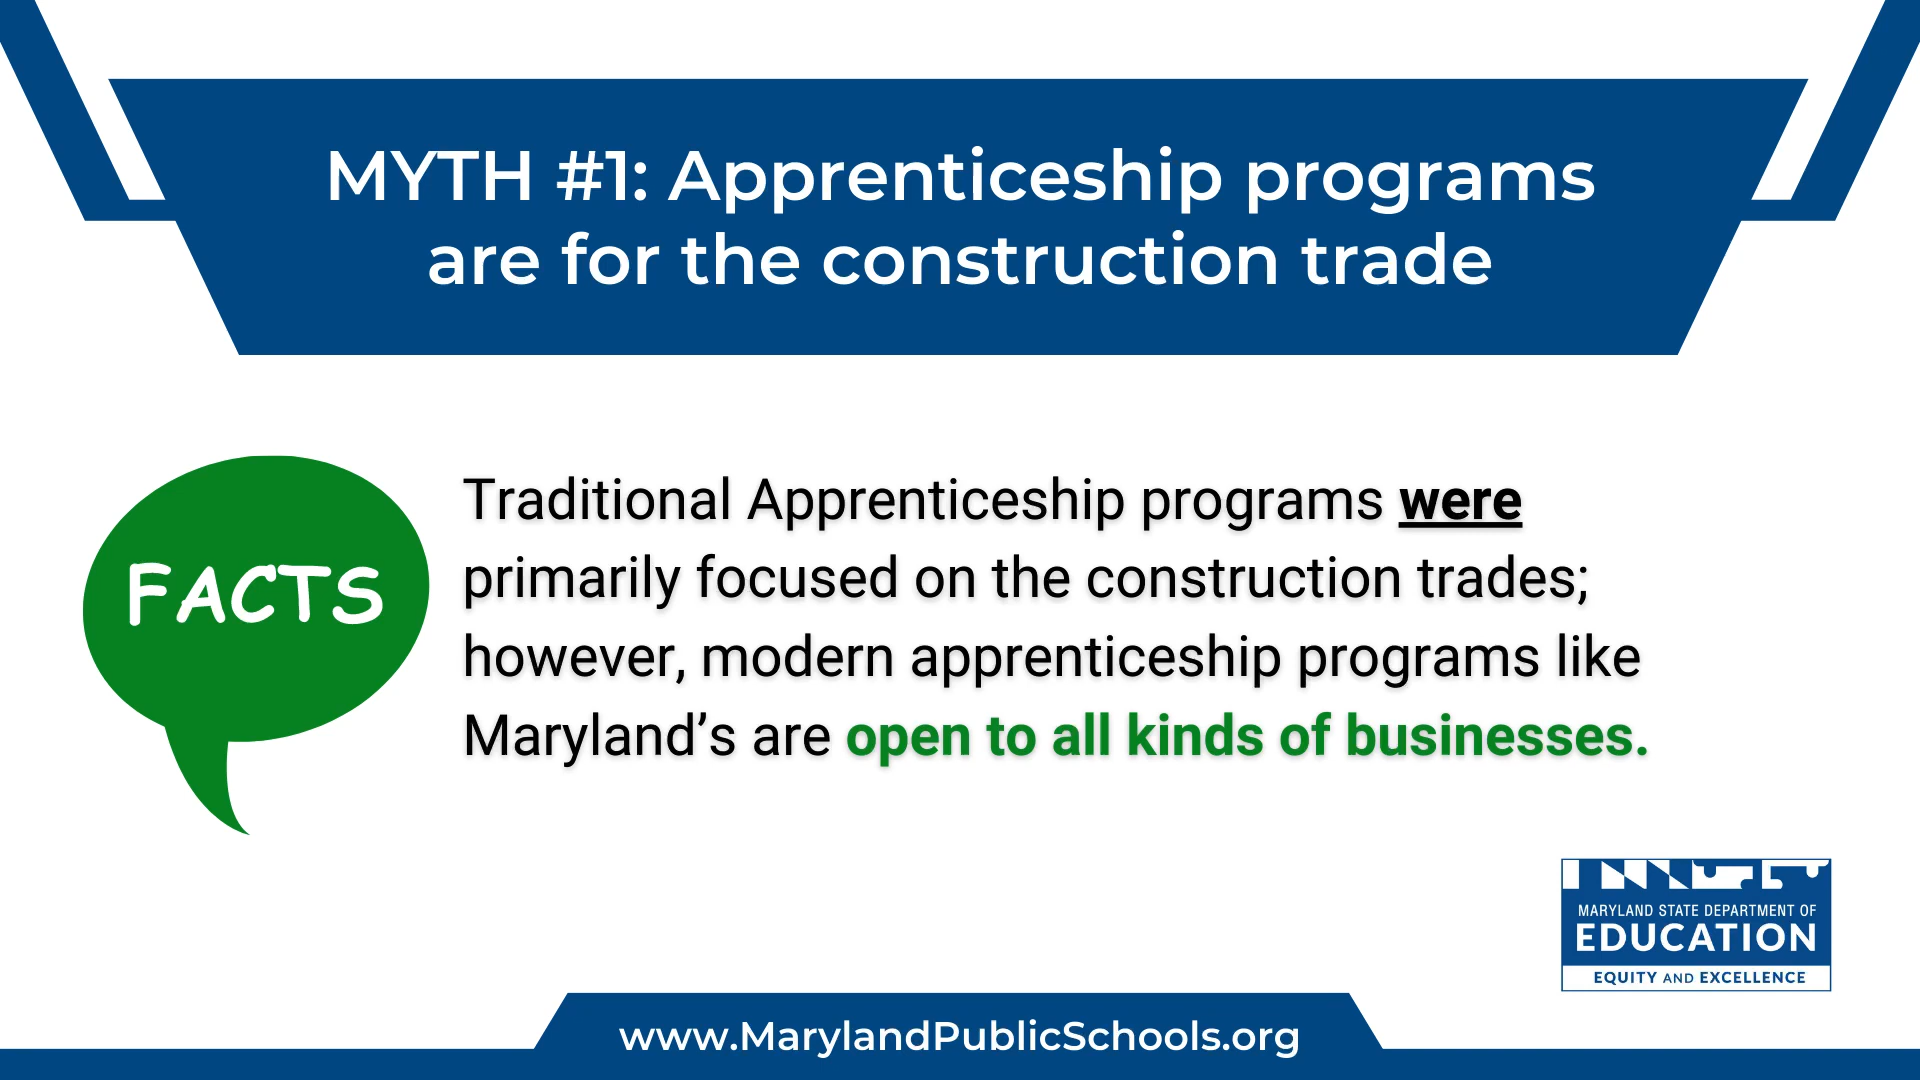 MYTH #1: Apprenticeship programs
are for the construction trade
FACTS
Traditional Apprenticeship programs were
primarily focused on the construction trades;
however, modern apprenticeship programs like
Maryland’s are open to all kinds of businesses.
MARYLAND STATE DEPARTMENT OF
EDUCATION
EQUITY AND EXCELLENCE
www.MarylandPublicSchools.org